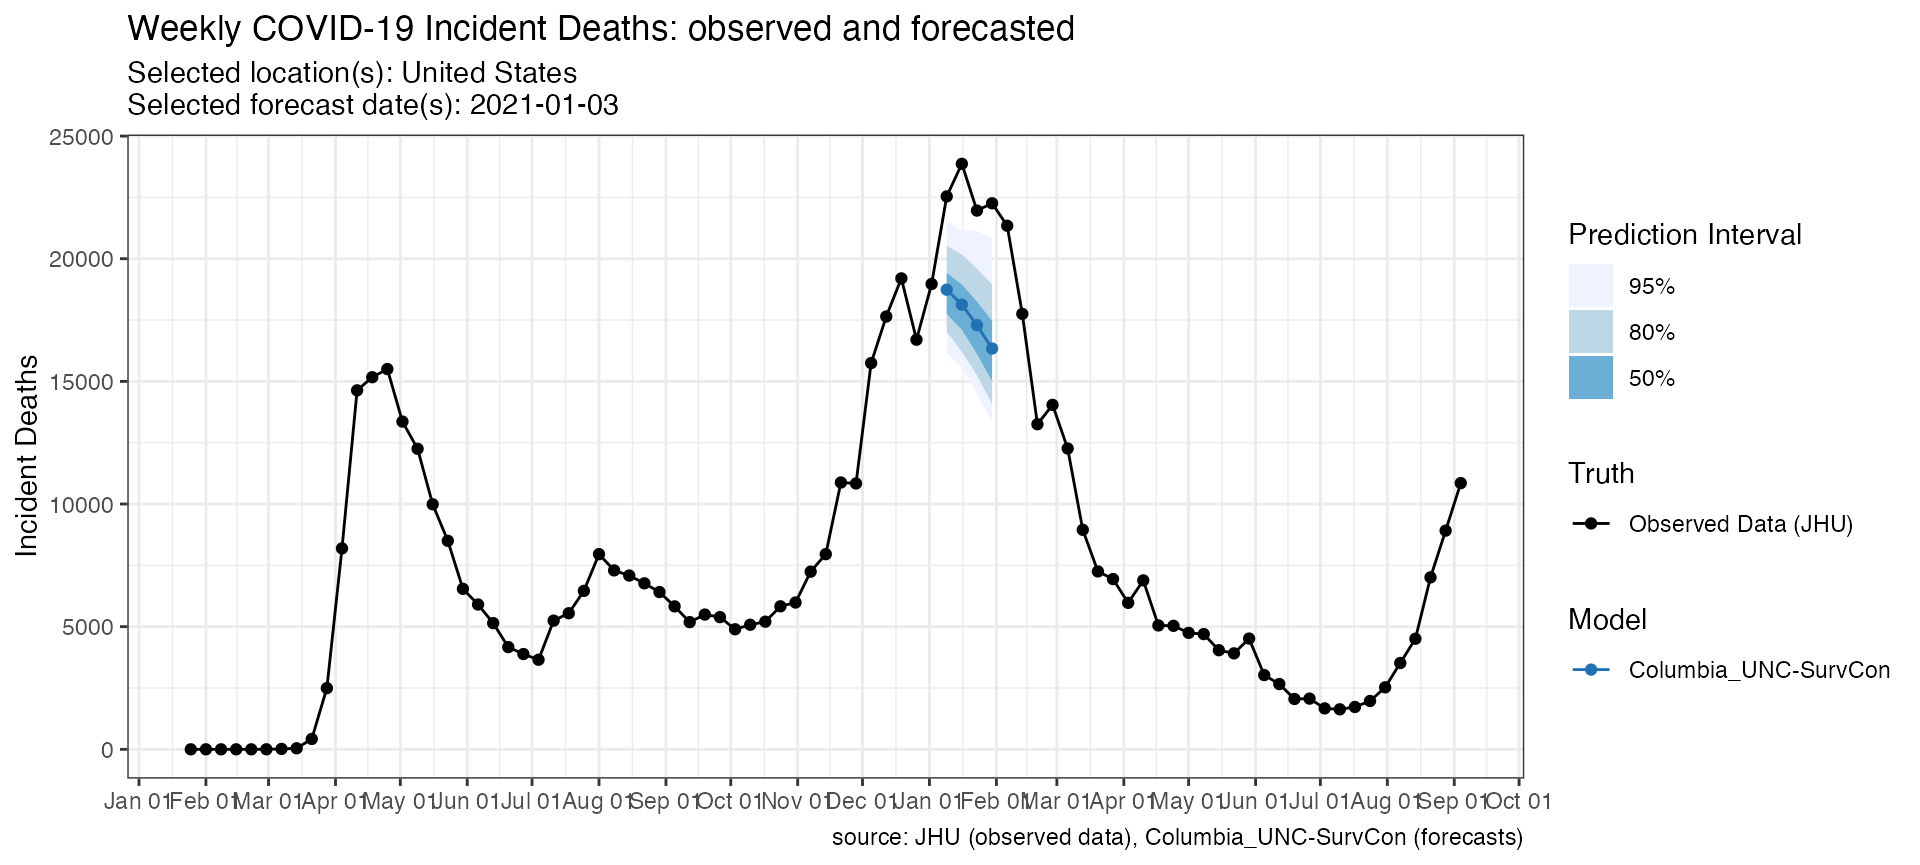 Weekly COVID-19 Incident Deaths: observed and forecasted
Selected location(s): United States
Selected forecast date(s): 2021-01-03
25000
20000
15000
10000
5000
0
Incident Deaths
Jan 01 Feb 01 Mar 01 Apr 01 May 01 Jun 01 Jul 01 Aug 01 Sep 01 Oct 01 Nov 01 Dec 01 Jan 01 Feb 01 Mar 01 Apr 01 May 01 Jun 01 Jul 01 Aug 01 Sep 01 Oct 01
Prediction Interval
95%
80%
50%
Truth
Observed Data (JHU)
Model
Columbia_UNC-SurvCon
source: JHU (observed data), Columbia_UNC-SurvCon (forecasts)